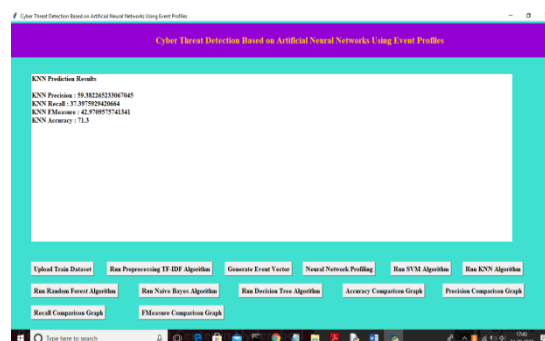 Cyber Threat Detection Based on Artificial Neural Networks Using Event Profiles
Cyber Threat Detection Based on Artificial Neural Networks Using Event Profiles
KNN Prediction Results
KNN Precision : 59.382265233067045
KNN Recall : 37.3975929420664
KNN FMeasure : 42.9709575741341
KNN Accuracy : 71.3
Upload Train Dataset Run Preprocessing TF-IDF Algorithm Generate Event Vector Neural Network Profiling Run SVM Algorithm Run KNN Algorithm
Run Random Forest Algorithm Run Naive Bayes Algorithm Run Decision Tree Algorithm Accuracy Comparison Graph Precision Comparison Graph
Recall Comparison Graph FMeasure Comparison Graph
Type here to search
17:40